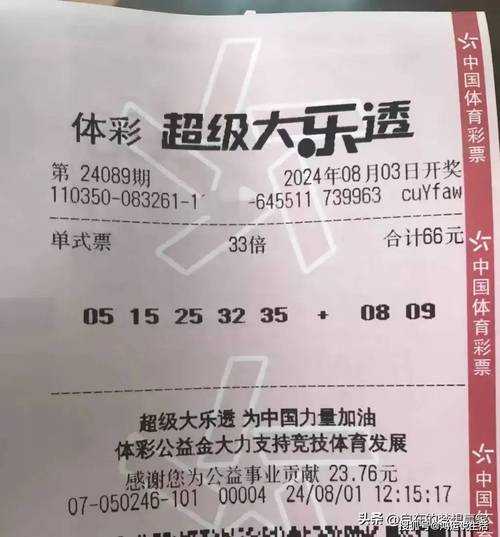 体彩 超级大乐透
第 24089期 2024年08月03日开奖
110350-083261-1 -645511 739963 cuYfaw
单式票 33倍 合计66元
05 15 25 32 35 + 08 09
超级大乐透 为中国力量加油
体彩公益金大力支持竞技体育发展
感谢您为公益事业贡献 23.76元
07-050246-101 00004 24/08/01 12:15:17
中国体育彩票
中国体育彩票
中国体育